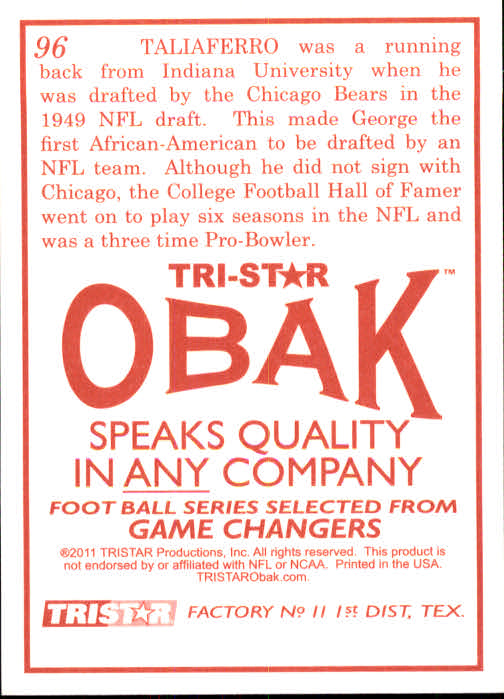 96 TALIAFERRO was a running
back from Indiana University when he
was drafted by the Chicago Bears in the
1949 NFL draft. This made George the
first African-American to be drafted by an
NFL team. Although he did not sign with
Chicago, the College Football Hall of Famer
went on to play six seasons in the NFL and
was a three time Pro-Bowler.
TRI-ST★R
OBAK™
SPEAKS QUALITY
IN ANY COMPANY
FOOT BALL SERIES SELECTED FROM
GAME CHANGERS
©2011 TRISTAR Productions, Inc. All rights reserved. This product is
not endorsed by or affiliated with NFL or NCAA. Printed in the USA.
TRISTARObak.com.
TRIST★R FACTORY Nº 11 1st DIST, TEX.